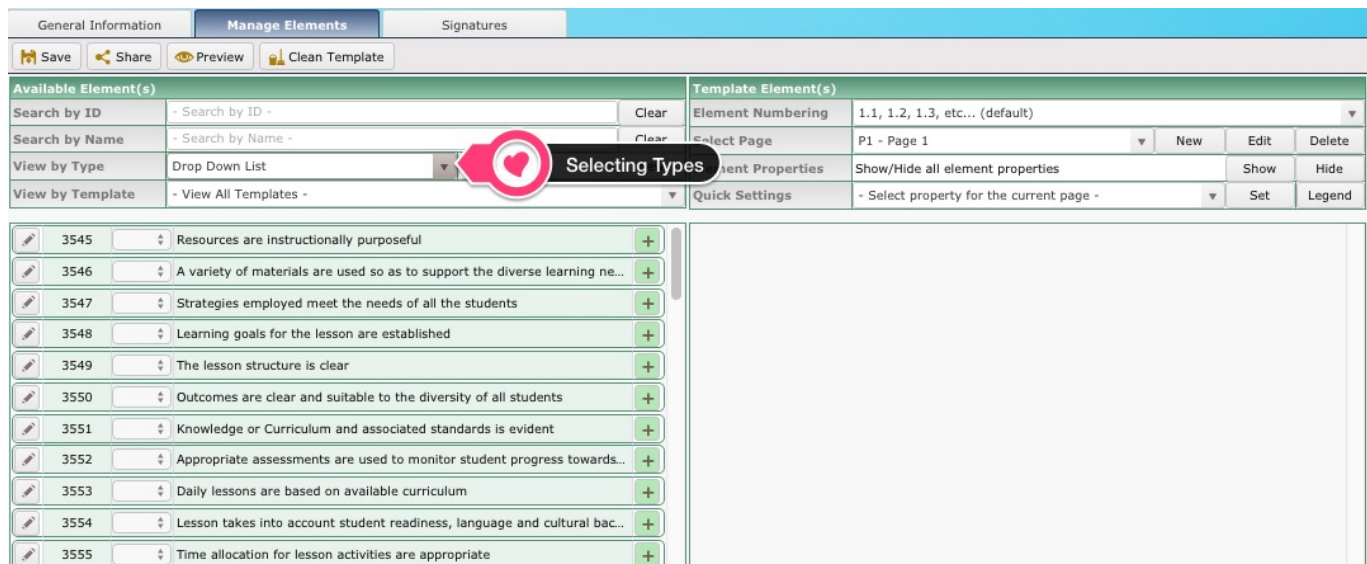 General Information Manage Elements Signatures
Save Share Preview Clean Template
Available Element(s) Template Element(s)
Search by ID - Search by ID - Clear Element Numbering 1.1, 1.2, 1.3, etc... (default)
Search by Name - Search by Name - Clear Select Page P1 - Page 1 New Edit Delete
View by Type Drop Down List Selecting Types Properties Show/Hide all element properties Show Hide
View by Template - View All Templates - Quick Settings - Select property for the current page - Set Legend
3545 Resources are instructionally purposeful +
3546 A variety of materials are used so as to support the diverse learning ne... +
3547 Strategies employed meet the needs of all the students +
3548 Learning goals for the lesson are established +
3549 The lesson structure is clear +
3550 Outcomes are clear and suitable to the diversity of all students +
3551 Knowledge or Curriculum and associated standards is evident +
3552 Appropriate assessments are used to monitor student progress towards... +
3553 Daily lessons are based on available curriculum +
3554 Lesson takes into account student readiness, language and cultural bac... +
3555 Time allocation for lesson activities are appropriate +